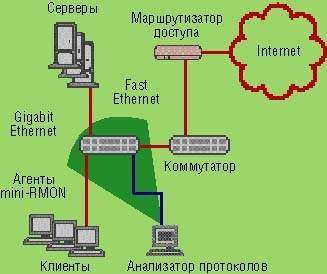 Серверы
Маршрутизатор
доступа
Internet
Fast
Ethernet
Gigabit
Ethernet
Коммутатор
Агенты
mini-RMON
Клиенты
Анализатор протоколов